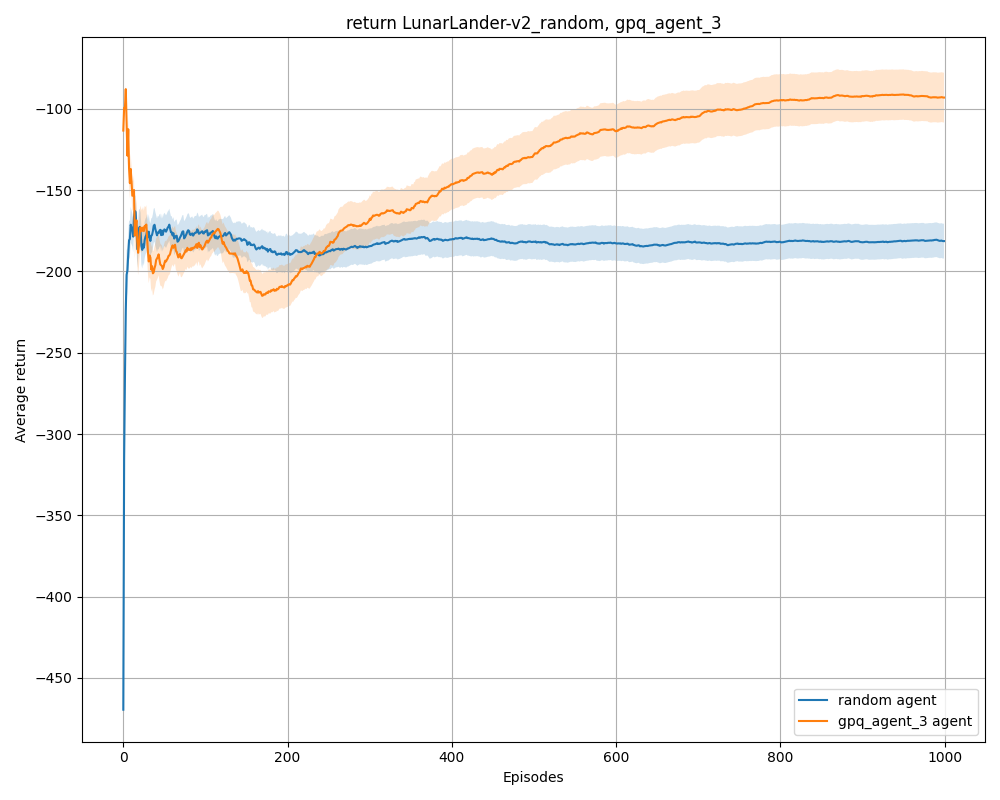 return LunarLander-v2_random, gpq_agent_3
Average return
−100
−150
−200
−250
−300
−350
−400
−450
0 200 400 600 800 1000
Episodes
random agent
gpq_agent_3 agent